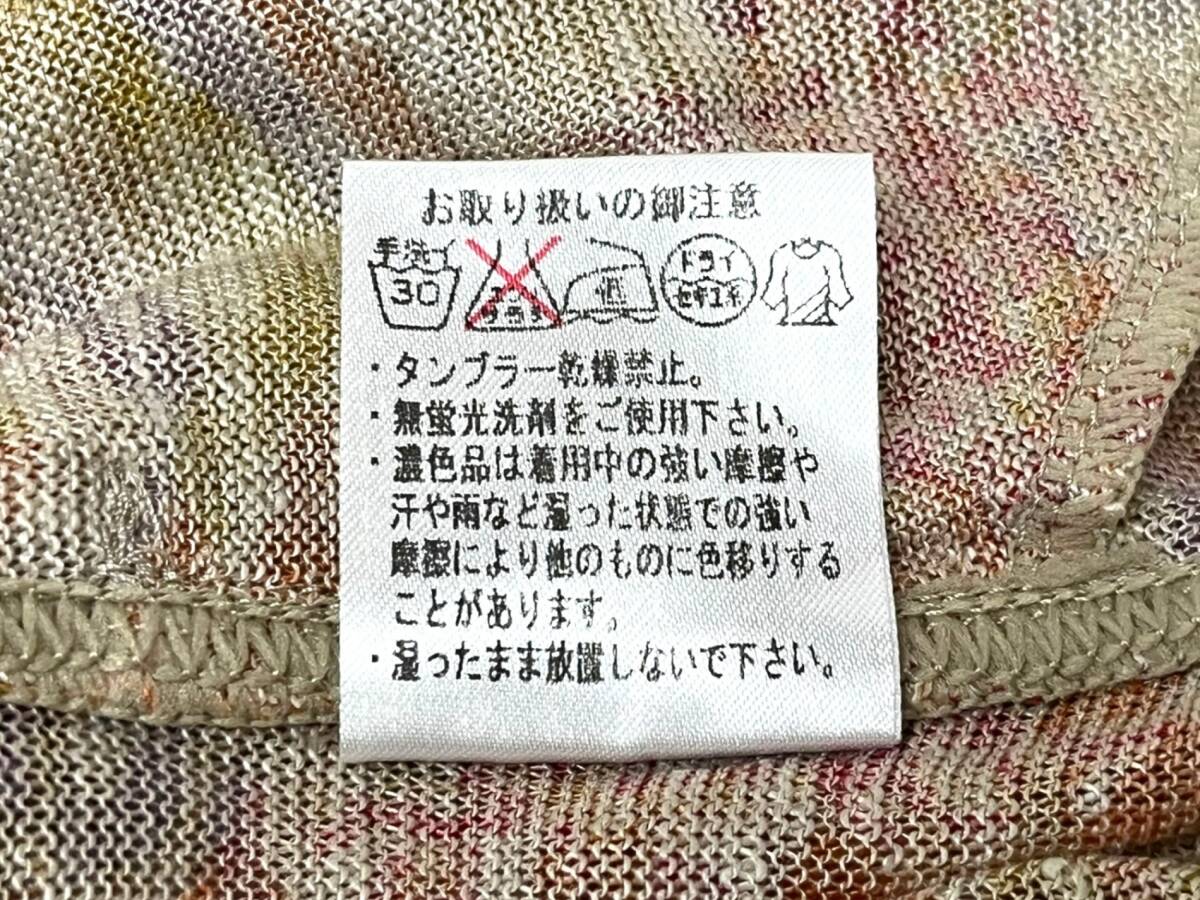 お取り扱いの御注意
手洗イ
30
低
ドライ
セキユ系
・タンブラー乾燥禁止。
・無蛍光洗剤をご使用下さい。
・濃色品は着用中の強い摩擦や
汗や雨など湿った状態での強い
摩擦により他のものに色移りする
ことがあります。
・湿ったまま放置しないで下さい。